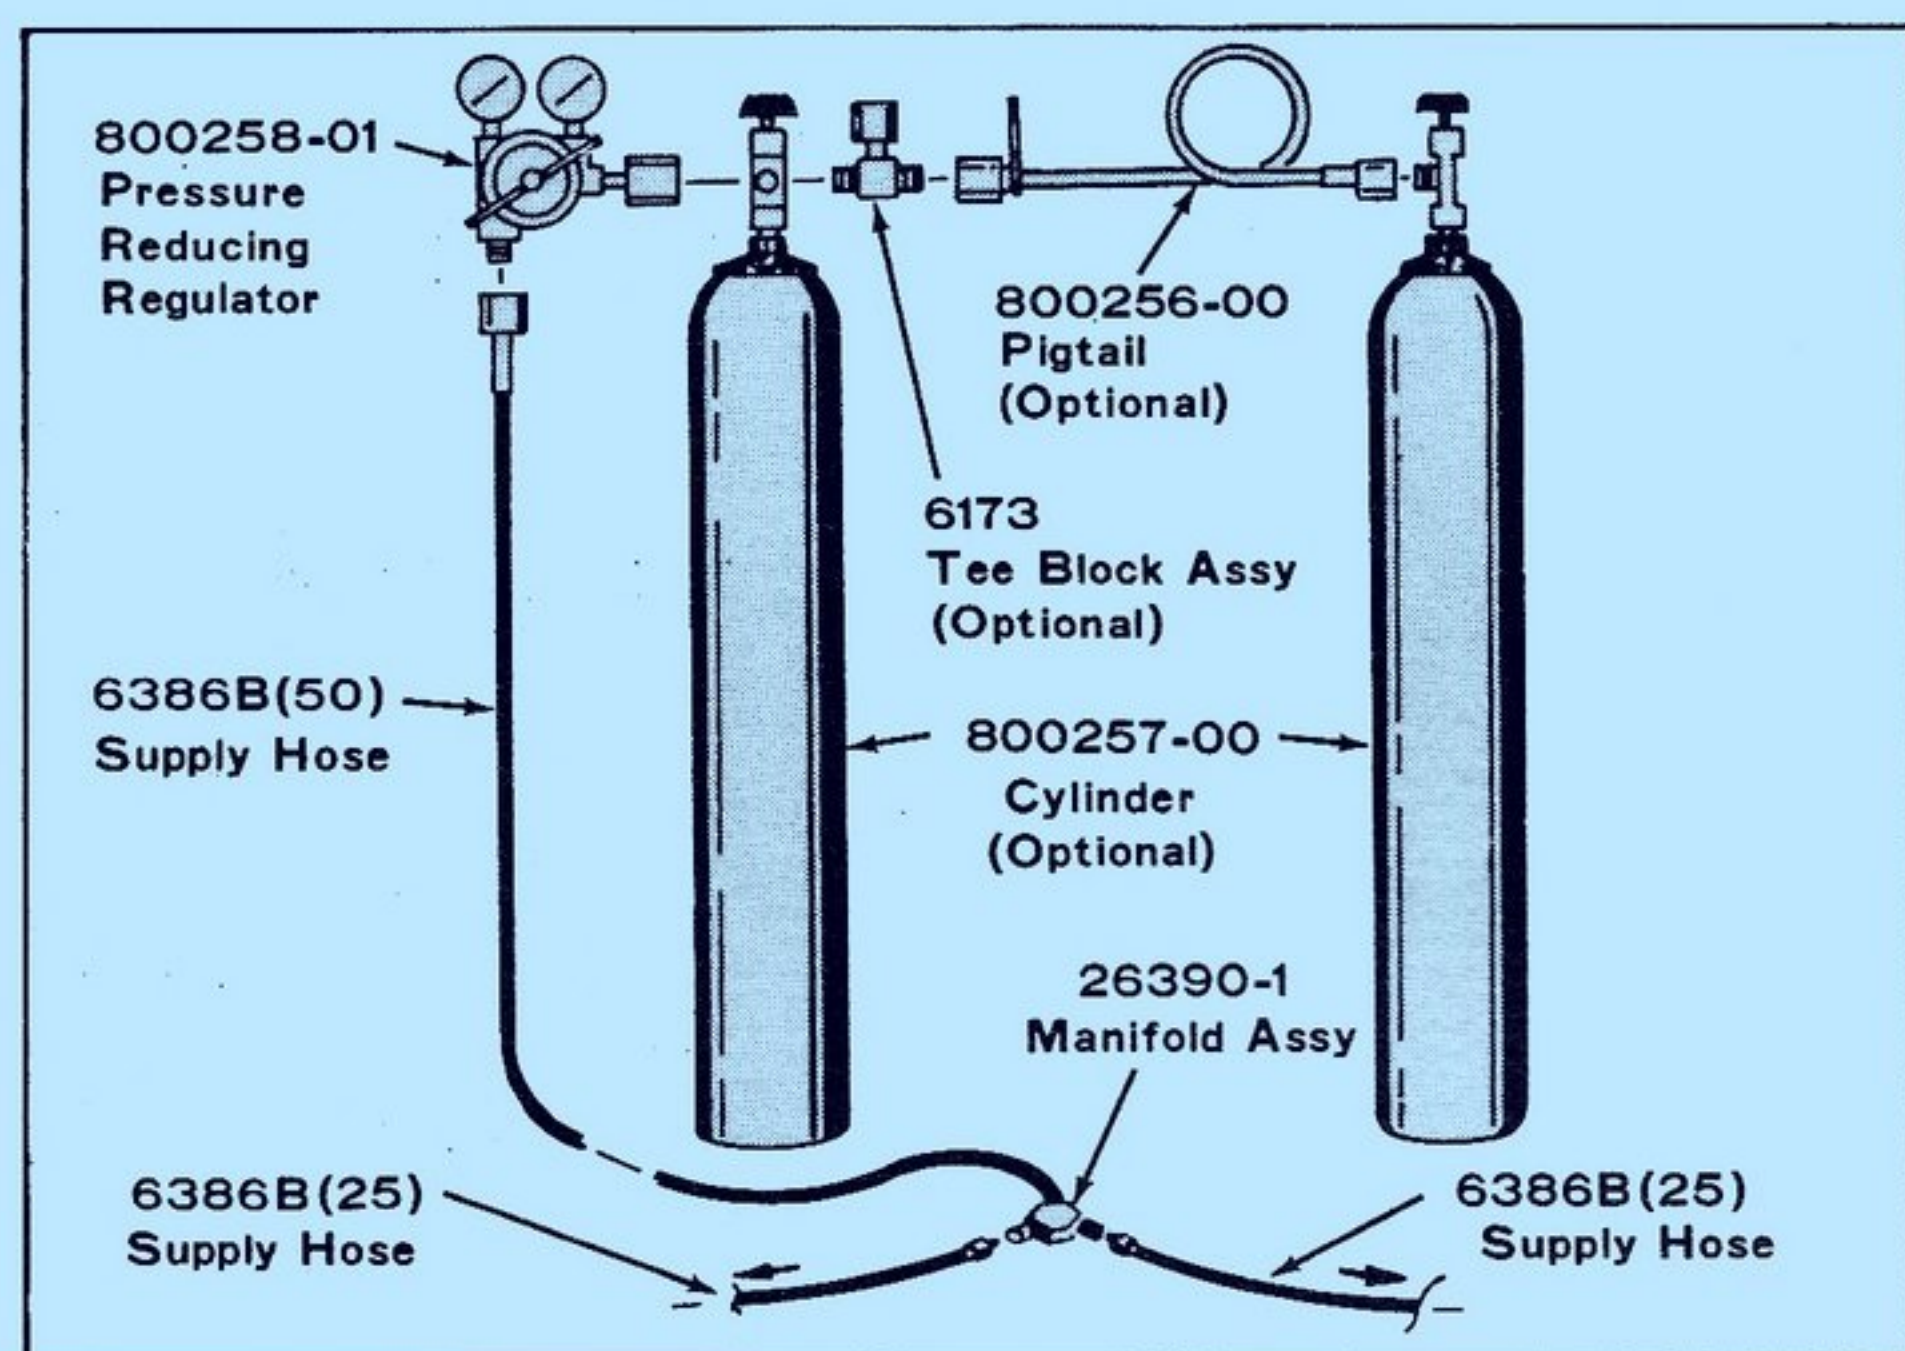 800258-01
Pressure
Reducing
Regulator
800256-00
Pigtail
(Optional)
6173
Tee Block Assy
(Optional)
6386B(50)
Supply Hose
800257-00
Cylinder
(Optional)
26390-1
Manifold Assy
6386B(25)
Supply Hose
6386B(25)
Supply Hose